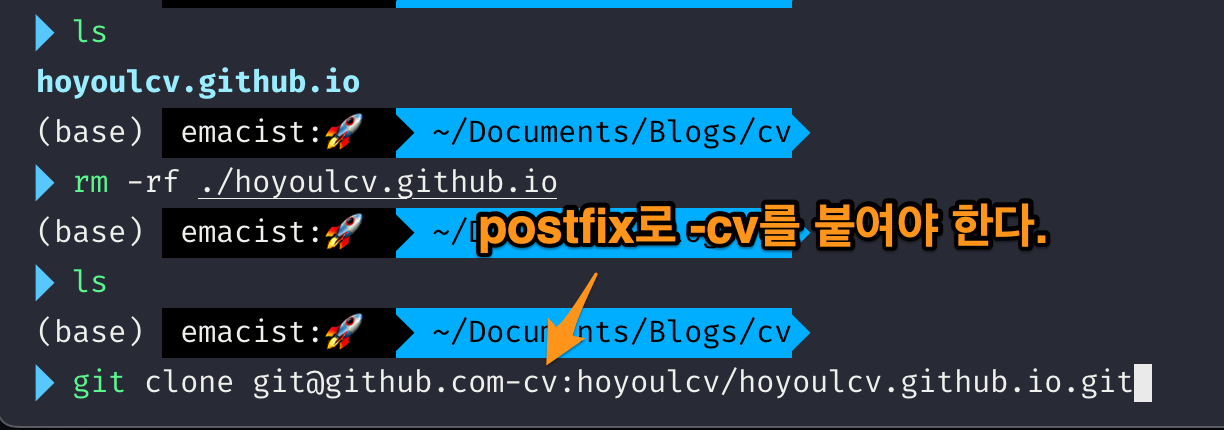 ls
hoyoulcv.github.io
(base) emacist:🚀 ~/Documents/Blogs/cv
rm -rf ./hoyoulcv.github.io
(base) emacist:🚀 ~/
postfix로 -cv를 붙여야 한다.
ls
(base) emacist:🚀 ~/Documents/Blogs/cv
git clone git@github.com-cv:hoyoulcv/hoyoulcv.github.io.git